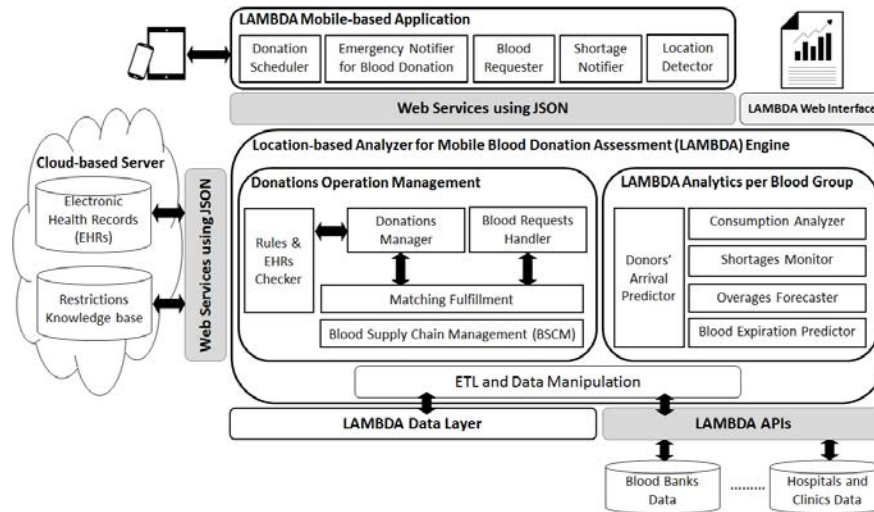 LAMBDA Mobile-based Application
Donation
Scheduler
Emergency Notifier
for Blood Donation
Blood
Requester
Shortage
Notifier
Location
Detector
Web Services using JSON
LAMBDA Web Interface
Cloud-based Server
Electronic
Health Records
(EHRs)
Restrictions
Knowledge base
Web Services using JSON
Location-based Analyzer for Mobile Blood Donation Assessment (LAMBDA) Engine
Donations Operation Management
Rules &
EHRs
Checker
Donations
Manager
Blood Requests
Handler
Matching Fulfillment
Blood Supply Chain Management (BSCM)
LAMBDA Analytics per Blood Group
Donors'
Arrival
Predictor
Consumption Analyzer
Shortages Monitor
Overages Forecaster
Blood Expiration Predictor
ETL and Data Manipulation
LAMBDA Data Layer
LAMBDA APIs
Blood Banks
Data
.........
Hospitals and
Clinics Data